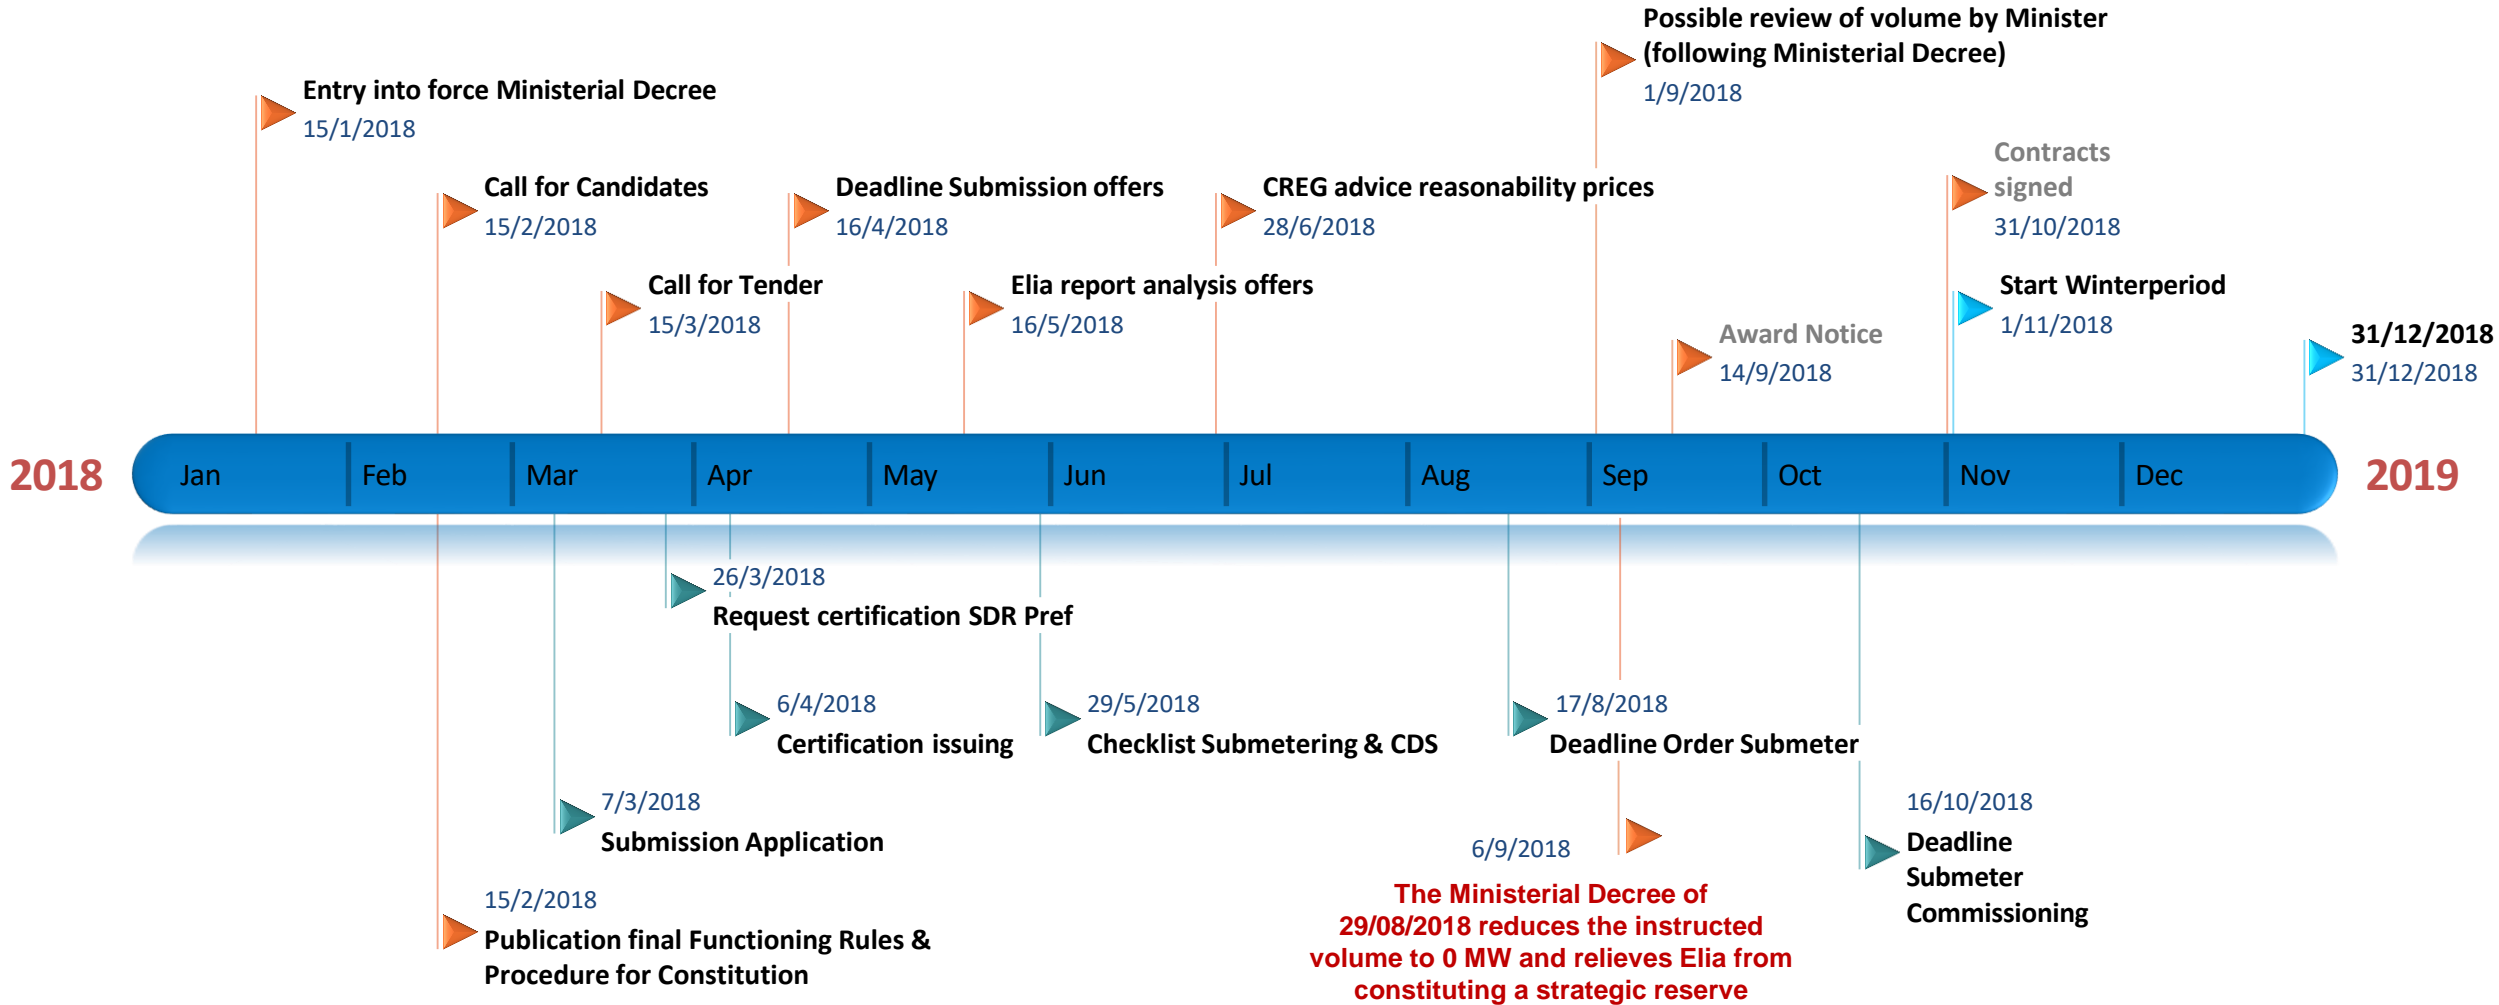 Possible review of volume by Minister
(following Ministerial Decree)
1/9/2018
Entry into force Ministerial Decree
15/1/2018
Contracts
signed
31/10/2018
Call for Candidates
15/2/2018
Deadline Submission offers
16/4/2018
CREG advice reasonability prices
28/6/2018
Call for Tender
15/3/2018
Elia report analysis offers
16/5/2018
Start Winterperiod
1/11/2018
Award Notice
14/9/2018
31/12/2018
31/12/2018
2018
Jan
Feb
Mar
Apr
May
Jun
Jul
Aug
Sep
Oct
Nov
Dec
2019
26/3/2018
Request certification SDR Pref
6/4/2018
Certification issuing
29/5/2018
Checklist Submetering & CDS
17/8/2018
Deadline Order Submeter
7/3/2018
Submission Application
16/10/2018
Deadline
Submeter
Commissioning
15/2/2018
Publication final Functioning Rules &
Procedure for Constitution
6/9/2018
The Ministerial Decree of
29/08/2018 reduces the instructed
volume to 0 MW and relieves Elia from
constituting a strategic reserve